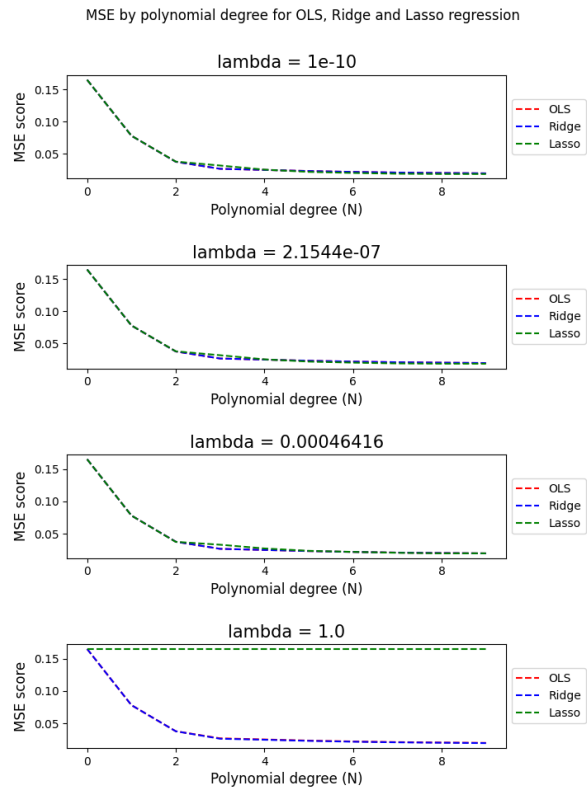 MSE by polynomial degree for OLS, Ridge and Lasso regression
lambda = 1e-10
MSE score
0.15
0.10
0.05
0 2 4 6 8
Polynomial degree (N)
OLS
Ridge
Lasso
lambda = 2.1544e-07
MSE score
0.15
0.10
0.05
0 2 4 6 8
Polynomial degree (N)
OLS
Ridge
Lasso
lambda = 0.00046416
MSE score
0.15
0.10
0.05
0 2 4 6 8
Polynomial degree (N)
OLS
Ridge
Lasso
lambda = 1.0
MSE score
0.15
0.10
0.05
0 2 4 6 8
Polynomial degree (N)
OLS
Ridge
Lasso